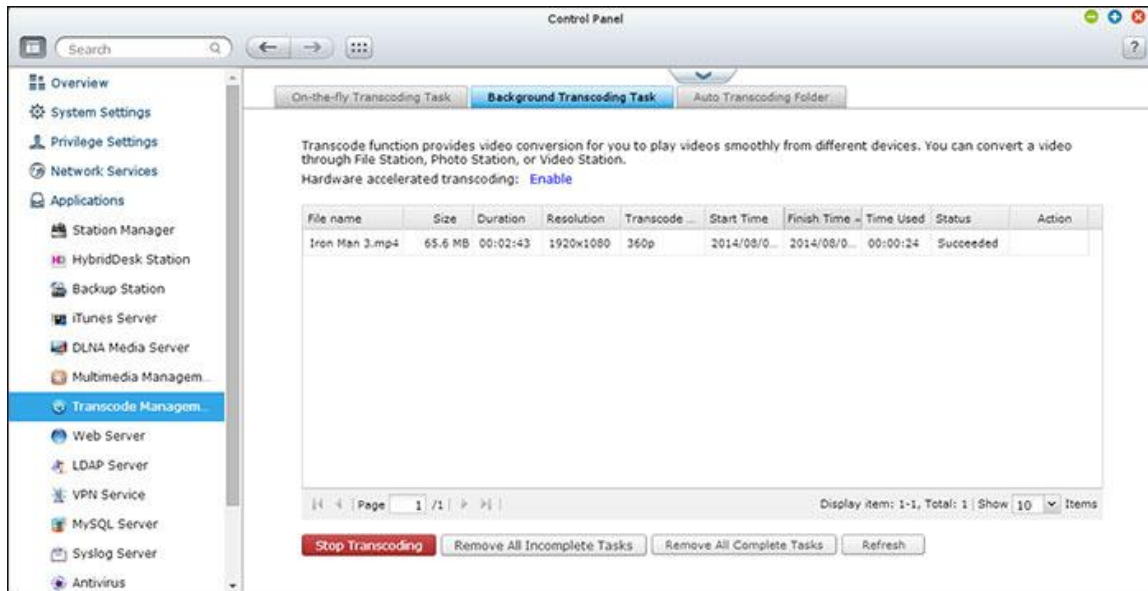 Control Panel
Search
?
Overview
System Settings
Privilege Settings
Network Services
Applications
Station Manager
HD HybridDesk Station
Backup Station
iTunes Server
DLNA Media Server
Multimedia Managem...
Transcode Managem...
Web Server
LDAP Server
VPN Service
MySQL Server
Syslog Server
Antivirus
On-the-fly Transcoding Task Background Transcoding Task Auto Transcoding Folder
Transcode function provides video conversion for you to play videos smoothly from different devices. You can convert a video
through File Station, Photo Station, or Video Station.
Hardware accelerated transcoding: Enable
File name Size Duration Resolution Transcode ... Start Time Finish Time Time Used Status Action
Iron Man 3.mp4 65.6 MB 00:02:43 1920x1080 360p 2014/08/0... 2014/08/0... 00:00:24 Succeeded
Page 1 /1 Display item: 1-1, Total: 1 Show 10 Items
Stop Transcoding Remove All Incomplete Tasks Remove All Complete Tasks Refresh